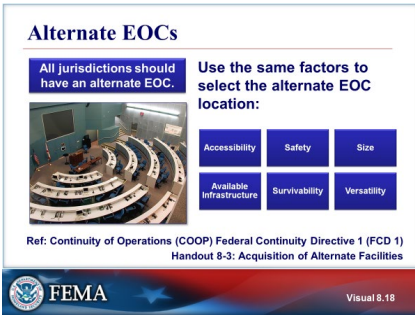 Alternate EOCs
All jurisdictions should
have an alternate EOC.
Use the same factors to
select the alternate EOC
location:
Accessibility
Safety
Size
Available
Infrastructure
Survivability
Versatility
Ref: Continuity of Operations (COOP) Federal Continuity Directive 1 (FCD 1)
Handout 8-3: Acquisition of Alternate Facilities
FEMA
Visual 8.18